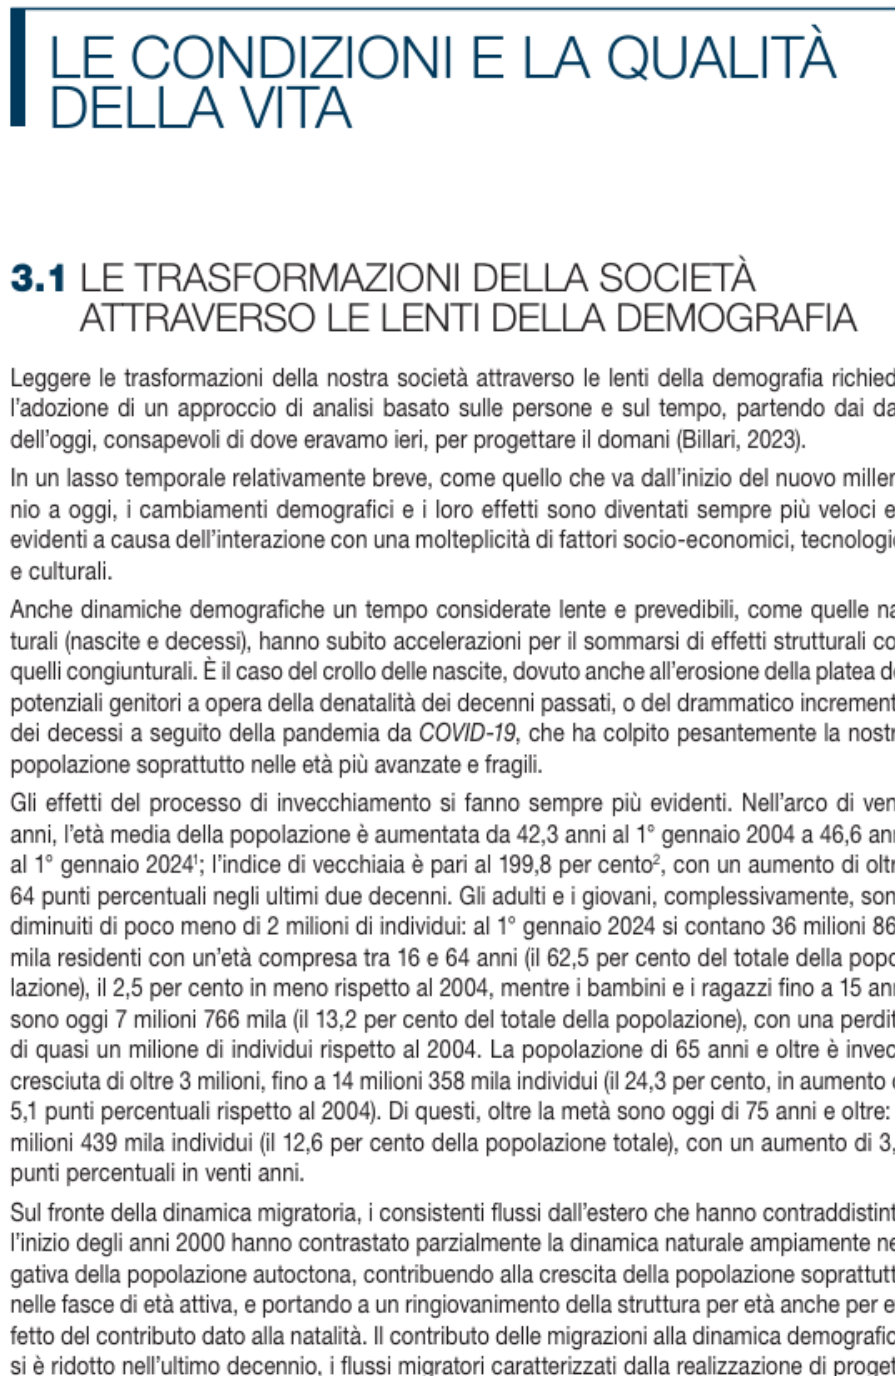 LE CONDIZIONI E LA QUALITÀ
DELLA VITA
3.1 LE TRASFORMAZIONI DELLA SOCIETÀ
ATTRAVERSO LE LENTI DELLA DEMOGRAFIA
Leggere le trasformazioni della nostra società attraverso le lenti della demografia richied
l’adozione di un approccio di analisi basato sulle persone e sul tempo, partendo dai da
dell’oggi, consapevoli di dove eravamo ieri, per progettare il domani (Billari, 2023).
In un lasso temporale relativamente breve, come quello che va dall’inizio del nuovo millen
nio a oggi, i cambiamenti demografici e i loro effetti sono diventati sempre più veloci e
evidenti a causa dell’interazione con una molteplicità di fattori socio-economici, tecnologic
e culturali.
Anche dinamiche demografiche un tempo considerate lente e prevedibili, come quelle na
turali (nascite e decessi), hanno subito accelerazioni per il sommarsi di effetti strutturali co
quelli congiunturali. È il caso del crollo delle nascite, dovuto anche all’erosione della platea de
potenziali genitori a opera della denatalità dei decenni passati, o del drammatico increment
dei decessi a seguito della pandemia da COVID-19, che ha colpito pesantemente la nostr
popolazione soprattutto nelle età più avanzate e fragili.
Gli effetti del processo di invecchiamento si fanno sempre più evidenti. Nell’arco di ven
anni, l’età media della popolazione è aumentata da 42,3 anni al 1° gennaio 2004 a 46,6 ann
al 1° gennaio 2024¹; l’indice di vecchiaia è pari al 199,8 per cento², con un aumento di oltr
64 punti percentuali negli ultimi due decenni. Gli adulti e i giovani, complessivamente, son
diminuiti di poco meno di 2 milioni di individui: al 1° gennaio 2024 si contano 36 milioni 86
mila residenti con un’età compresa tra 16 e 64 anni (il 62,5 per cento del totale della popo
lazione), il 2,5 per cento in meno rispetto al 2004, mentre i bambini e i ragazzi fino a 15 ann
sono oggi 7 milioni 766 mila (il 13,2 per cento del totale della popolazione), con una perdit
di quasi un milione di individui rispetto al 2004. La popolazione di 65 anni e oltre è invec
cresciuta di oltre 3 milioni, fino a 14 milioni 358 mila individui (il 24,3 per cento, in aumento d
5,1 punti percentuali rispetto al 2004). Di questi, oltre la metà sono oggi di 75 anni e oltre:
milioni 439 mila individui (il 12,6 per cento della popolazione totale), con un aumento di 3,
punti percentuali in venti anni.
Sul fronte della dinamica migratoria, i consistenti flussi dall’estero che hanno contraddistint
l’inizio degli anni 2000 hanno contrastato parzialmente la dinamica naturale ampiamente ne
gativa della popolazione autoctona, contribuendo alla crescita della popolazione soprattutt
nelle fasce di età attiva, e portando a un ringiovanimento della struttura per età anche per e
fetto del contributo dato alla natalità. Il contributo delle migrazioni alla dinamica demografic
si è ridotto nell’ultimo decennio, i flussi migratori caratterizzati dalla realizzazione di proget